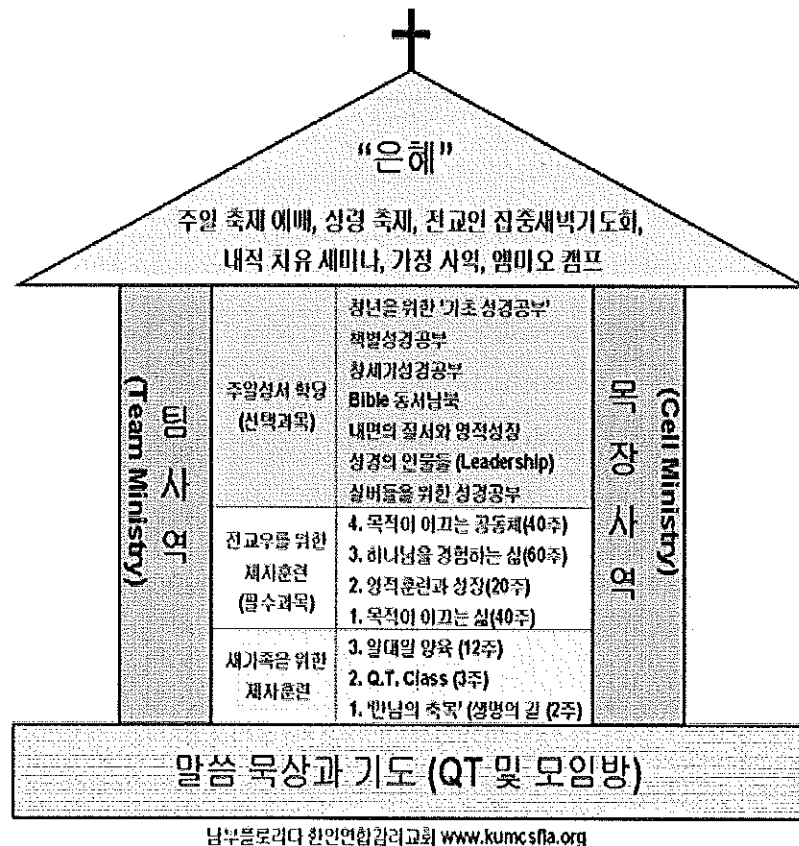 “은혜”
주일 축제 예배, 성령 축제, 전교인 집중새벽기도회,
내적 치유 세미나, 가정 사역, 엠마오 캠프
팀 사 역
(Team Ministry)
주일성서 학당
(선택과목)
청년을 위한 '기초 성경공부'
책별성경공부
창세기성경공부
Bible 동서남북
내면의 질서와 영적성장
성경의 인물들 (Leadership)
실버들을 위한 성경공부
전교우를 위한
제자훈련
(필수과목)
4. 목적이 이끄는 공동체(40주)
3. 하나님을 경험하는 삶(60주)
2. 영적훈련과 성장(20주)
1. 목적이 이끄는 삶(40주)
새가족을 위한
제자훈련
3. 일대일 양육 (12주)
2. Q.T. Class (3주)
1. '만남의 축복' (생명의 길 (2주)
목 장 사 역
(Cell Ministry)
말씀 묵상과 기도 (QT 및 모임방)
남부플로리다 한인연합감리교회 www.kumcsfla.org